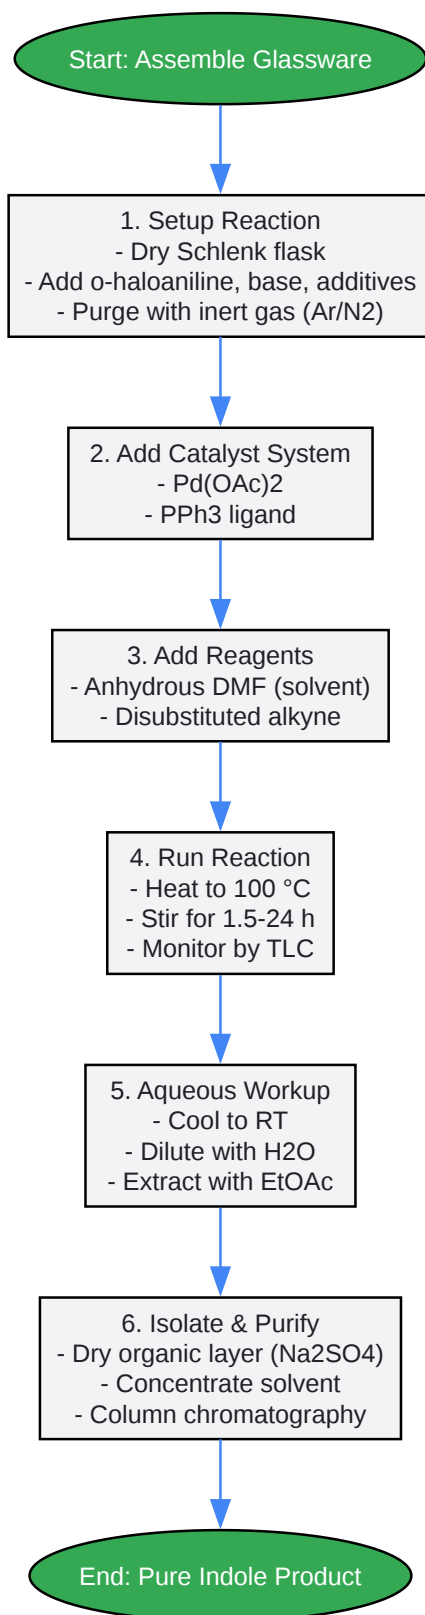 Start: Assemble Glassware
1. Setup Reaction
- Dry Schlenk flask
- Add o-haloaniline, base, additives
- Purge with inert gas (Ar/N2)
2. Add Catalyst System
- Pd(OAc)2
- PPh3 ligand
3. Add Reagents
- Anhydrous DMF (solvent)
- Disubstituted alkyne
4. Run Reaction
- Heat to 100 °C
- Stir for 1.5-24 h
- Monitor by TLC
5. Aqueous Workup
- Cool to RT
- Dilute with H2O
- Extract with EtOAc
6. Isolate & Purify
- Dry organic layer (Na2SO4)
- Concentrate solvent
- Column chromatography
End: Pure Indole Product